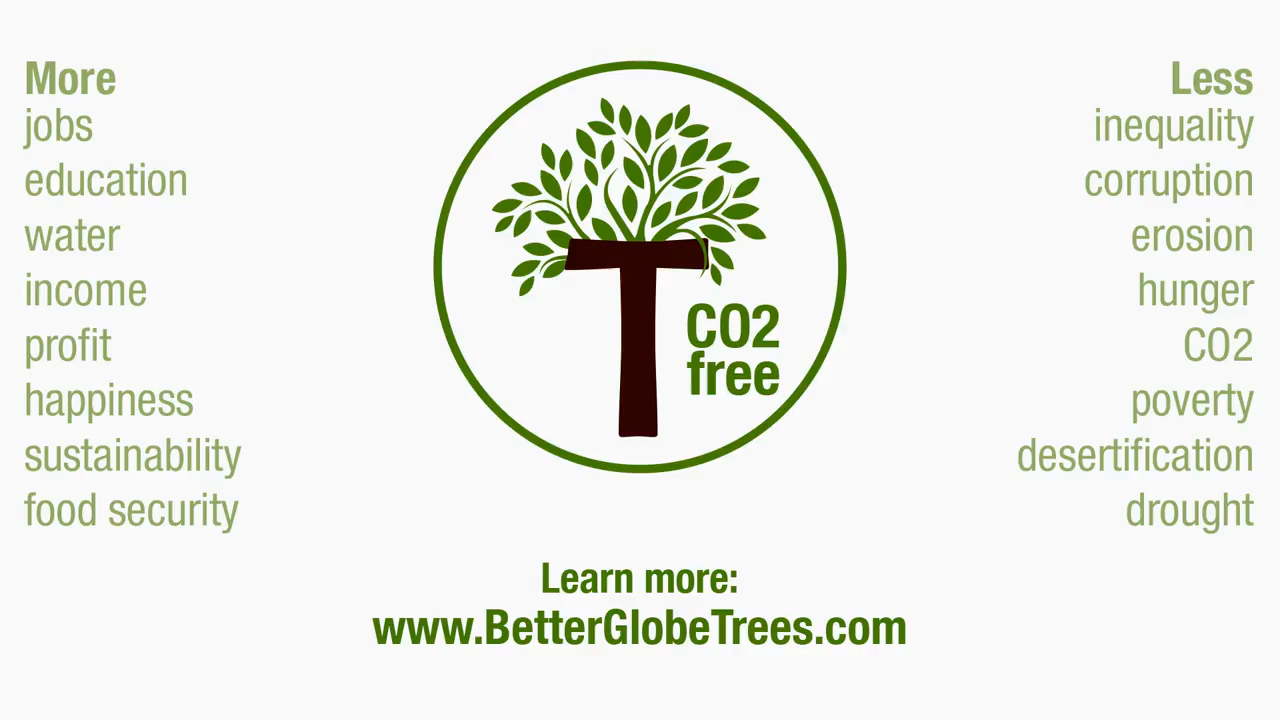 More
jobs
education
water
income
profit
happiness
sustainability
food security
CO2
free
Less
inequality
corruption
erosion
hunger
CO2
poverty
desertification
drought
Learn more:
www.BetterGlobeTrees.com